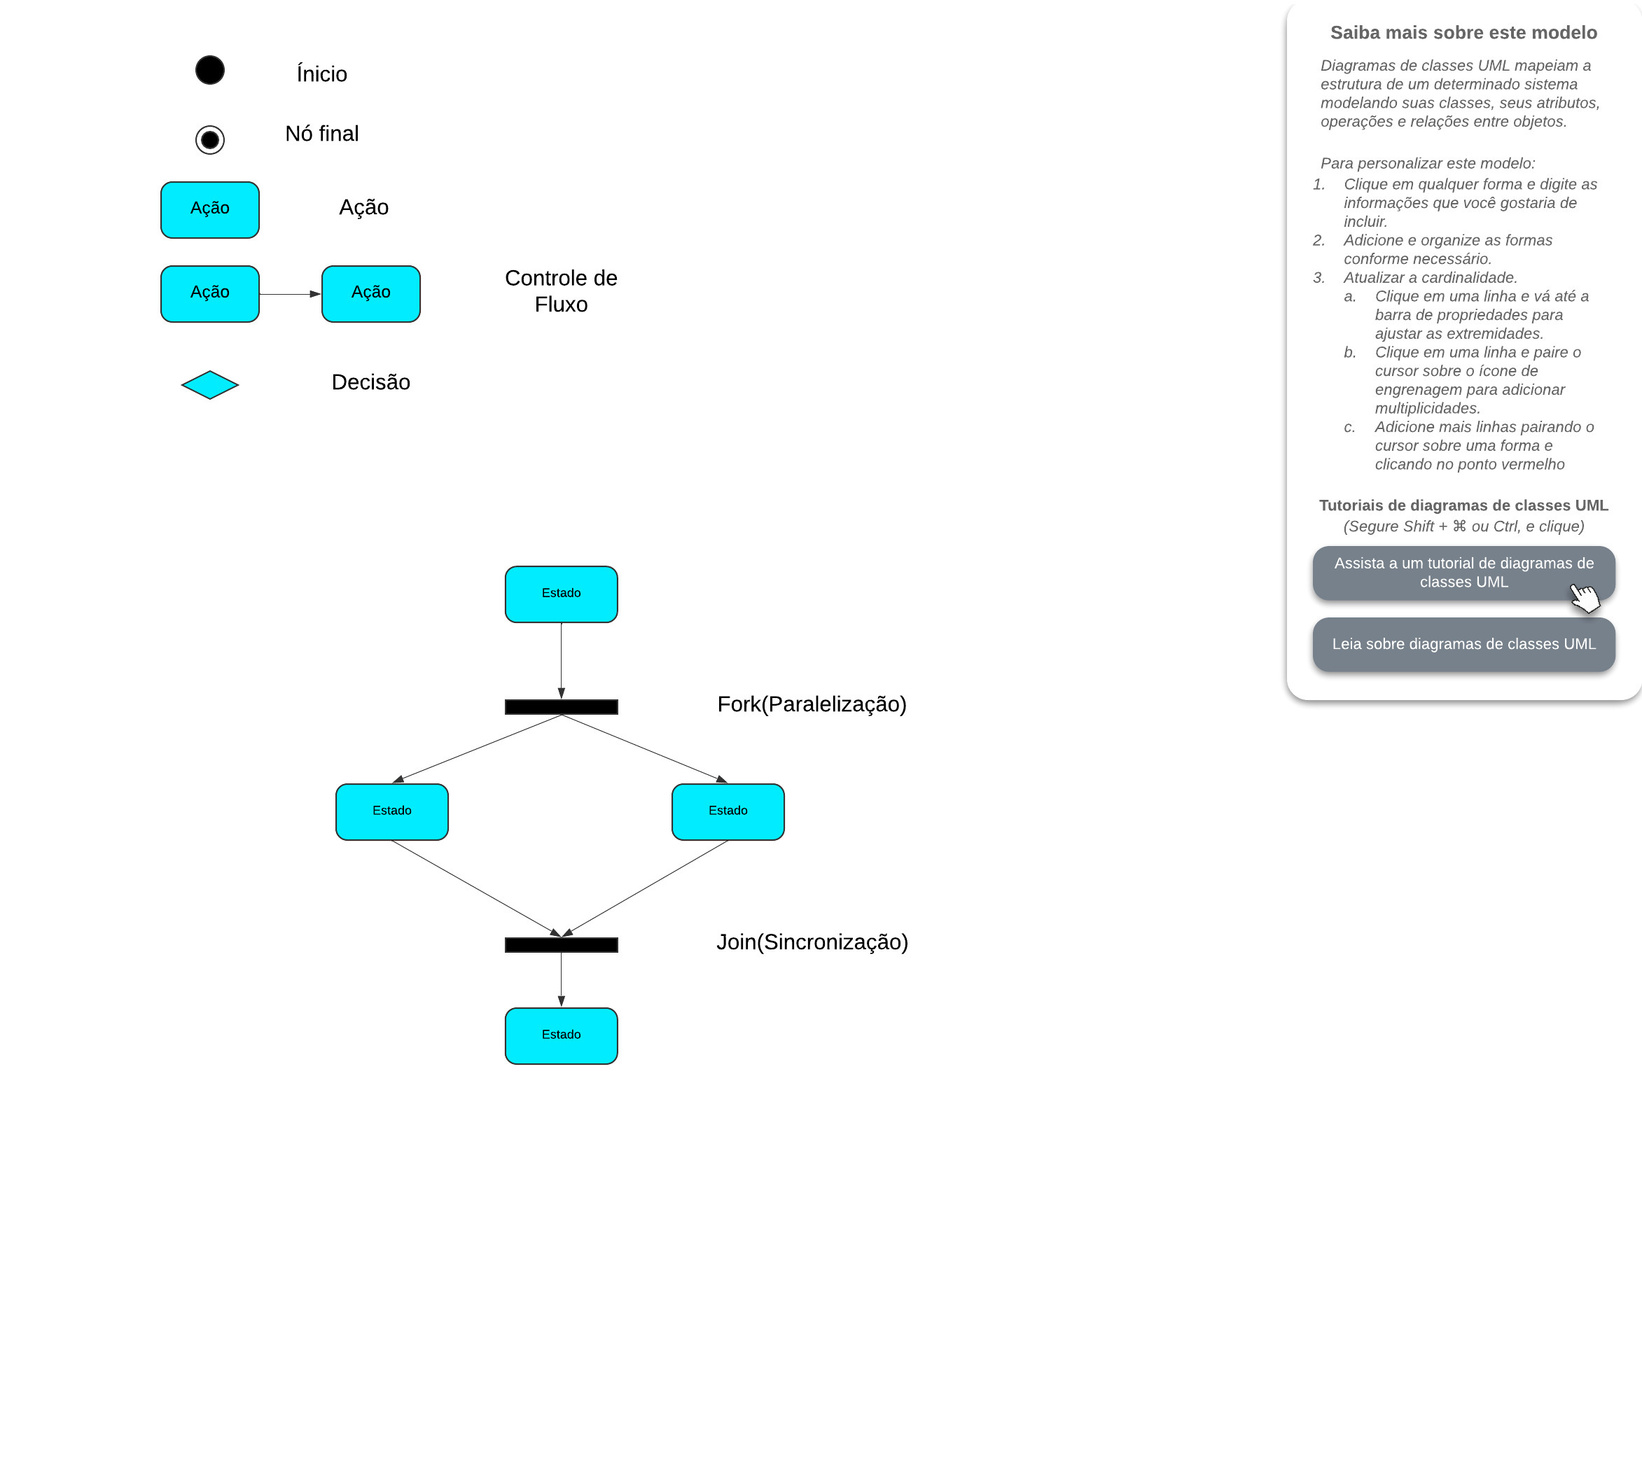 Ínicio
Nó final
Ação
Ação
Ação
Ação
Controle de
Fluxo
Decisão
Estado
Fork(Paralelização)
Estado
Estado
Join(Sincronização)
Estado
Saiba mais sobre este modelo
Diagramas de classes UML mapeiam a
estrutura de um determinado sistema
modelando suas classes, seus atributos,
operações e relações entre objetos.
Para personalizar este modelo:
1. Clique em qualquer forma e digite as
informações que você gostaria de
incluir.
2. Adicione e organize as formas
conforme necessário.
3. Atualizar a cardinalidade.
a. Clique em uma linha e vá até a
barra de propriedades para
ajustar as extremidades.
b. Clique em uma linha e paire o
cursor sobre o ícone de
engrenagem para adicionar
multiplicidades.
c. Adicione mais linhas pairando o
cursor sobre uma forma e
clicando no ponto vermelho
Tutoriais de diagramas de classes UML
(Segure Shift + ⌘ ou Ctrl, e clique)
Assista a um tutorial de diagramas de
classes UML
Leia sobre diagramas de classes UML